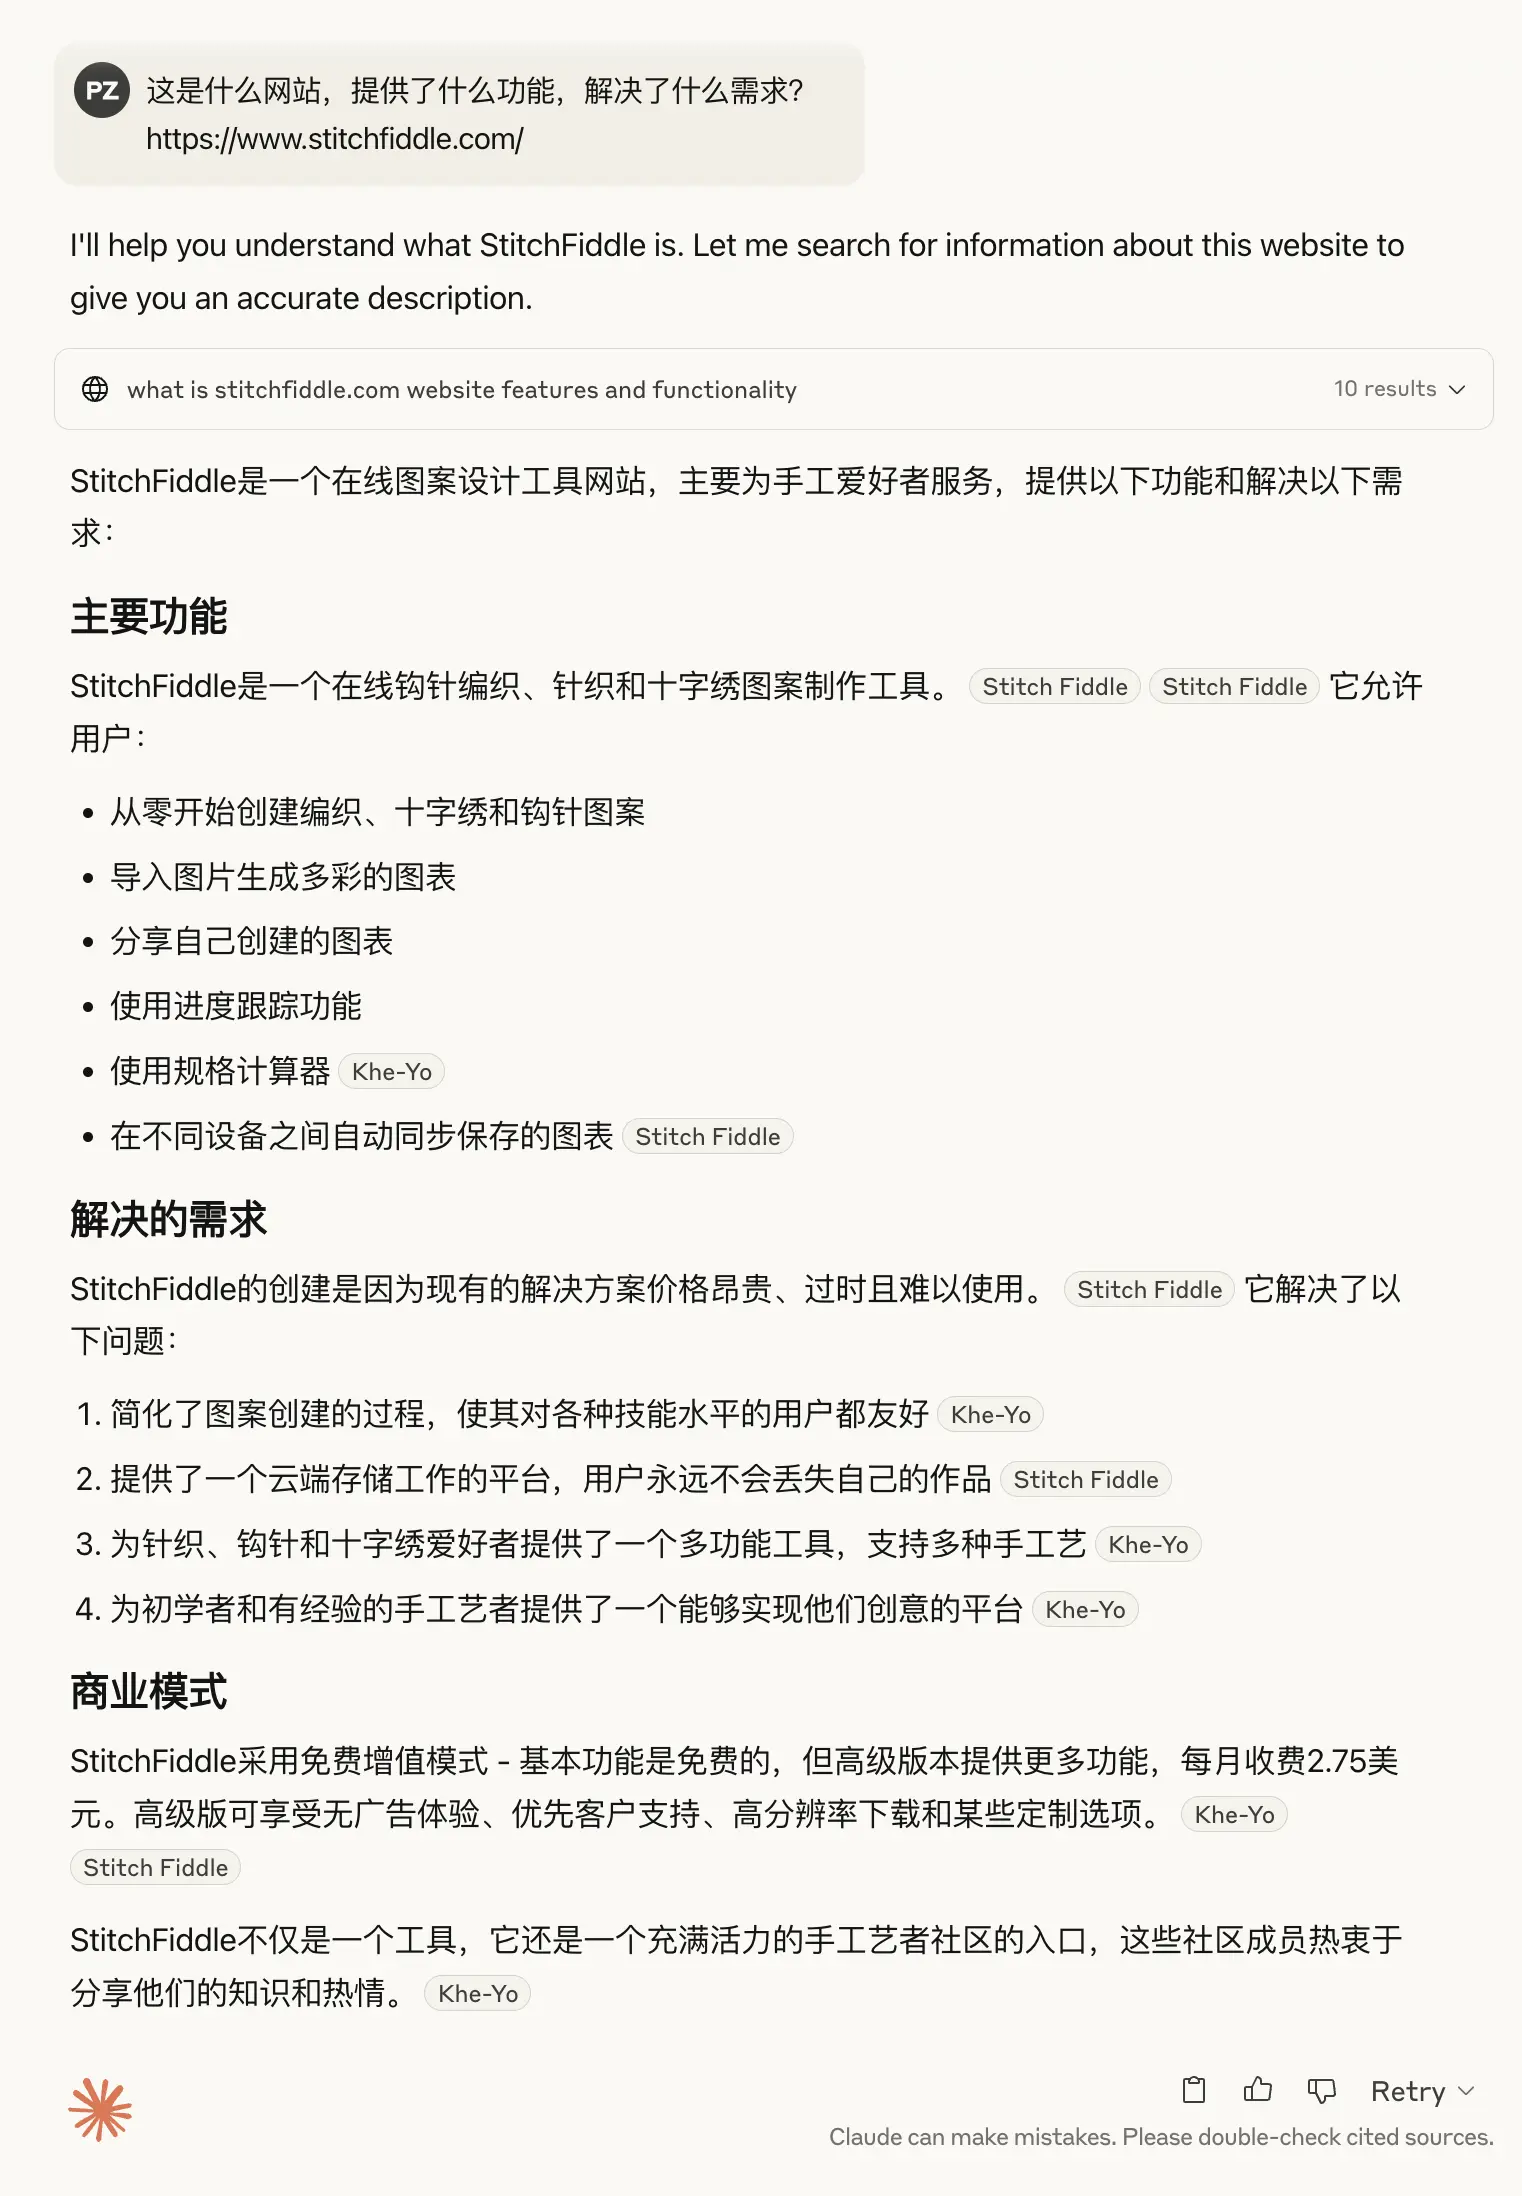 PZ
这是什么网站，提供了什么功能，解决了什么需求？
https://www.stitchfiddle.com/
I'll help you understand what StitchFiddle is. Let me search for information about this website to
give you an accurate description.
what is stitchfiddle.com website features and functionality 10 results
StitchFiddle是一个在线图案设计工具网站，主要为手工爱好者服务，提供以下功能和解决以下需
求：
主要功能
StitchFiddle是一个在线钩针编织、针织和十字绣图案制作工具。 Stitch Fiddle Stitch Fiddle 它允许
用户：
• 从零开始创建编织、十字绣和钩针图案
• 导入图片生成多彩的图表
• 分享自己创建的图表
• 使用进度跟踪功能
• 使用规格计算器 Khe-Yo
• 在不同设备之间自动同步保存的图表 Stitch Fiddle
解决的需求
StitchFiddle的创建是因为现有的解决方案价格昂贵、过时且难以使用。 Stitch Fiddle 它解决了以
下问题：
1. 简化了图案创建的过程，使其对各种技能水平的用户都友好 Khe-Yo
2. 提供了一个云端存储工作的平台，用户永远不会丢失自己的作品 Stitch Fiddle
3. 为针织、钩针和十字绣爱好者提供了一个多功能工具，支持多种手工艺 Khe-Yo
4. 为初学者和有经验的手工艺者提供了一个能够实现他们创意的平台 Khe-Yo
商业模式
StitchFiddle采用免费增值模式 - 基本功能是免费的，但高级版本提供更多功能，每月收费2.75美
元。高级版可享受无广告体验、优先客户支持、高分辨率下载和某些定制选项。 Khe-Yo
Stitch Fiddle
StitchFiddle不仅是一个工具，它还是一个充满活力的手工艺者社区的入口，这些社区成员热衷于
分享他们的知识和热情。 Khe-Yo
Retry
Claude can make mistakes. Please double-check cited sources.